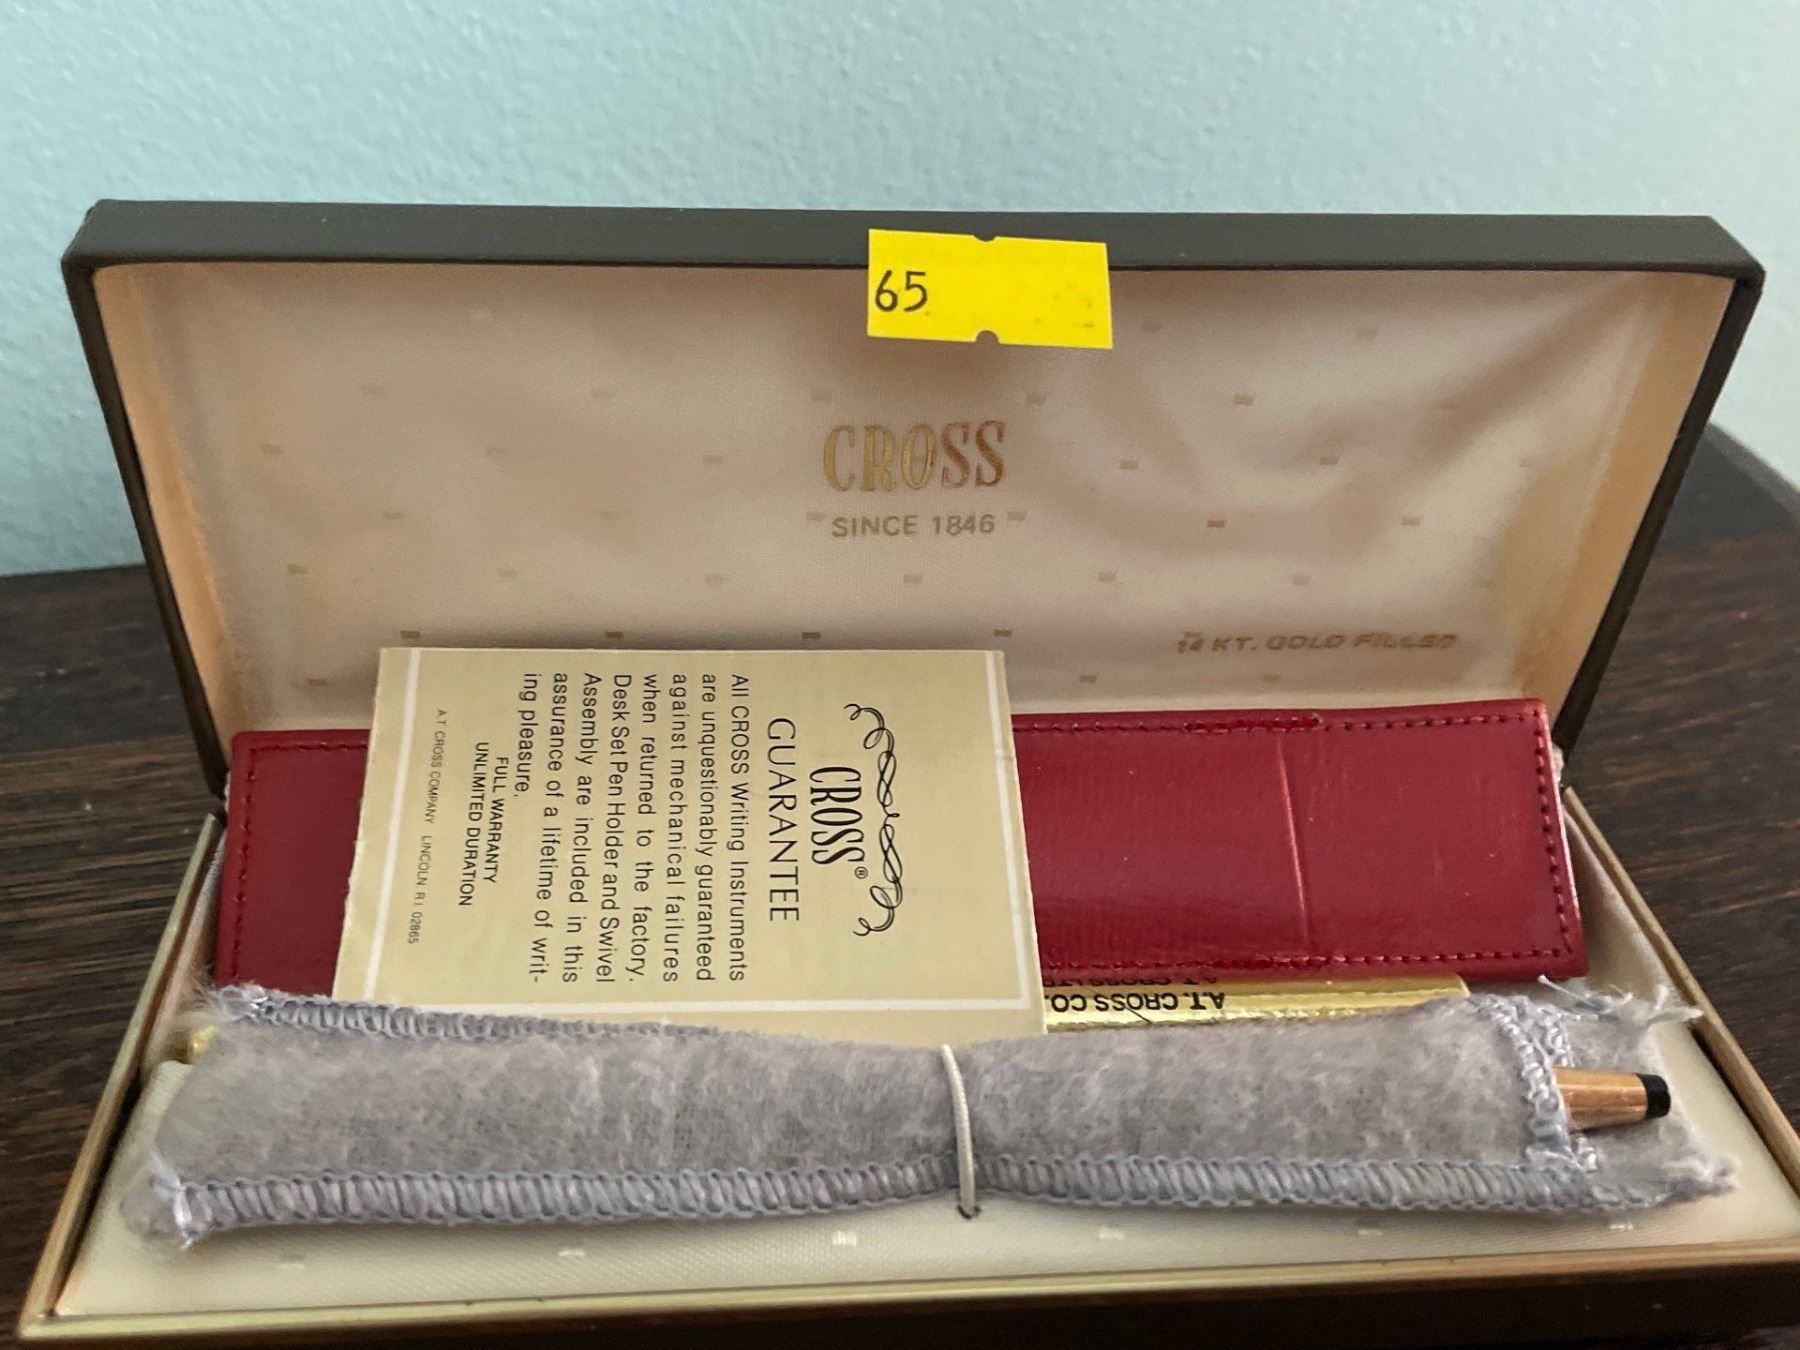 65
CROSS
SINCE 1846
14 KT. GOLD FILLED
CROSS®
GUARANTEE
All CROSS Writing Instruments
are unquestionably guaranteed
against mechanical failures
when returned to the factory.
Desk Set Pen Holder and Swivel
Assembly are included in this
assurance of a lifetime of writ-
ing pleasure.
FULL WARRANTY
UNLIMITED DURATION
A.T. CROSS COMPANY LINCOLN R.I. 02865
A.T. CROSS CO.
A.T. CROSS LTD